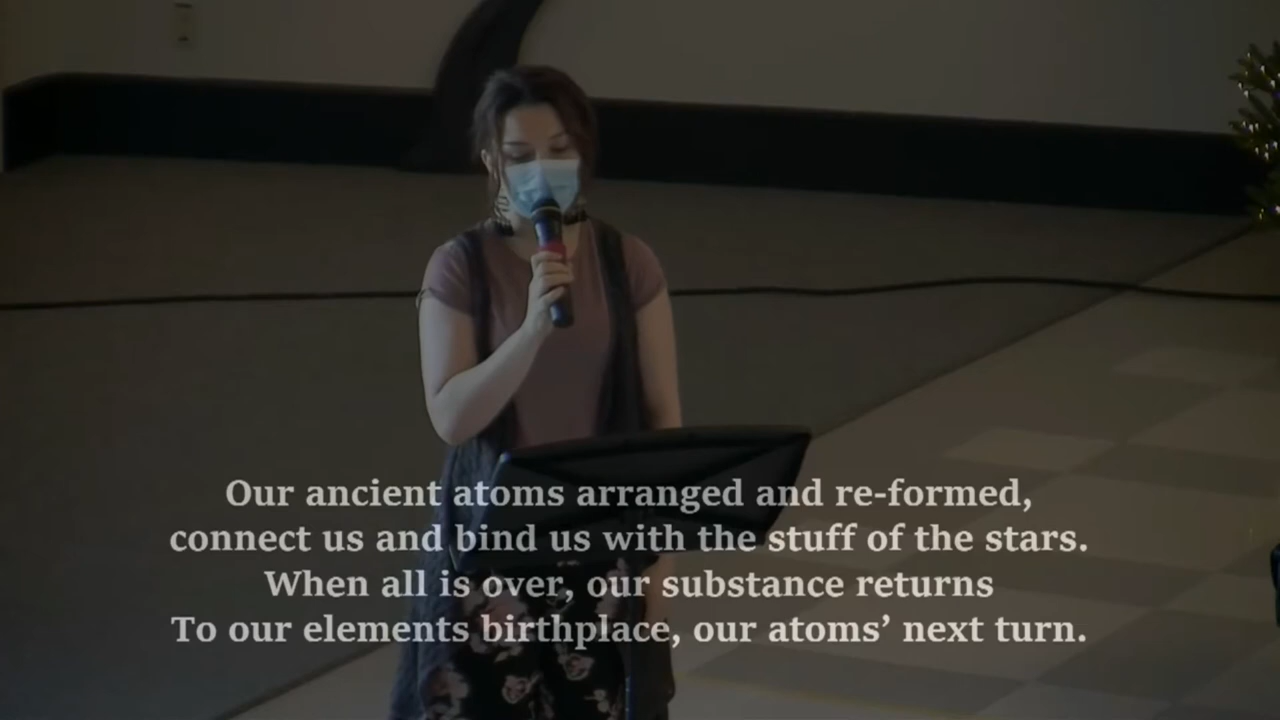 Our ancient atoms arranged and re-formed,
connect us and bind us with the stuff of the stars.
When all is over, our substance returns
To our elements birthplace, our atoms’ next turn.